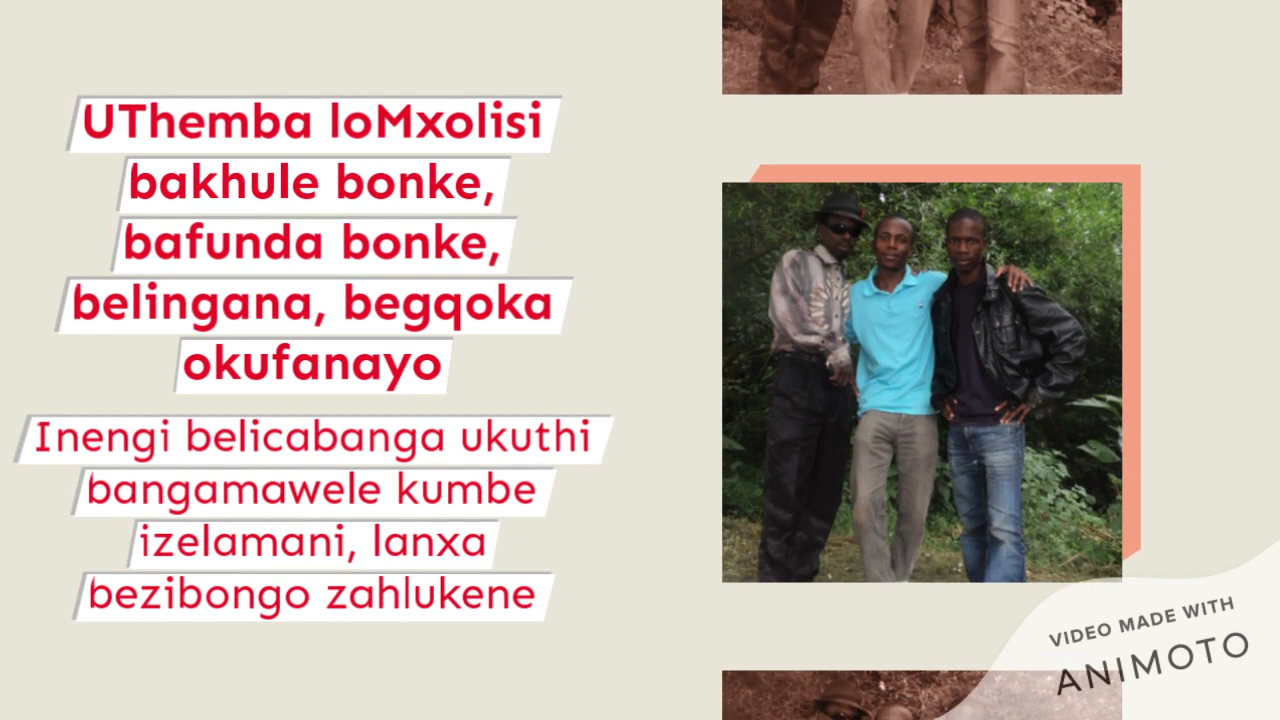 UThemba loMxolisi
bakhule bonke,
bafunda bonke,
belingana, begqoka
okufanayo
Inengi belicabanga ukuthi
bangamawele kumbe
izelamani, lanxa
bezibongo zahlukene
VIDEO MADE WITH
ANIMOTO